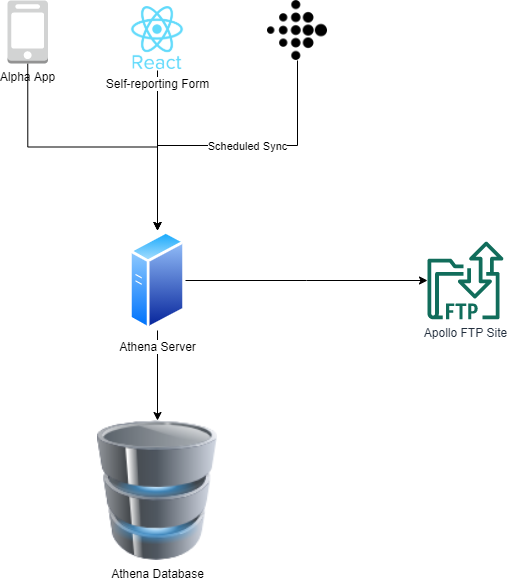 React
Alpha App
Self-reporting Form
Scheduled Sync
FTP
Apollo FTP Site
Athena Server
Athena Database